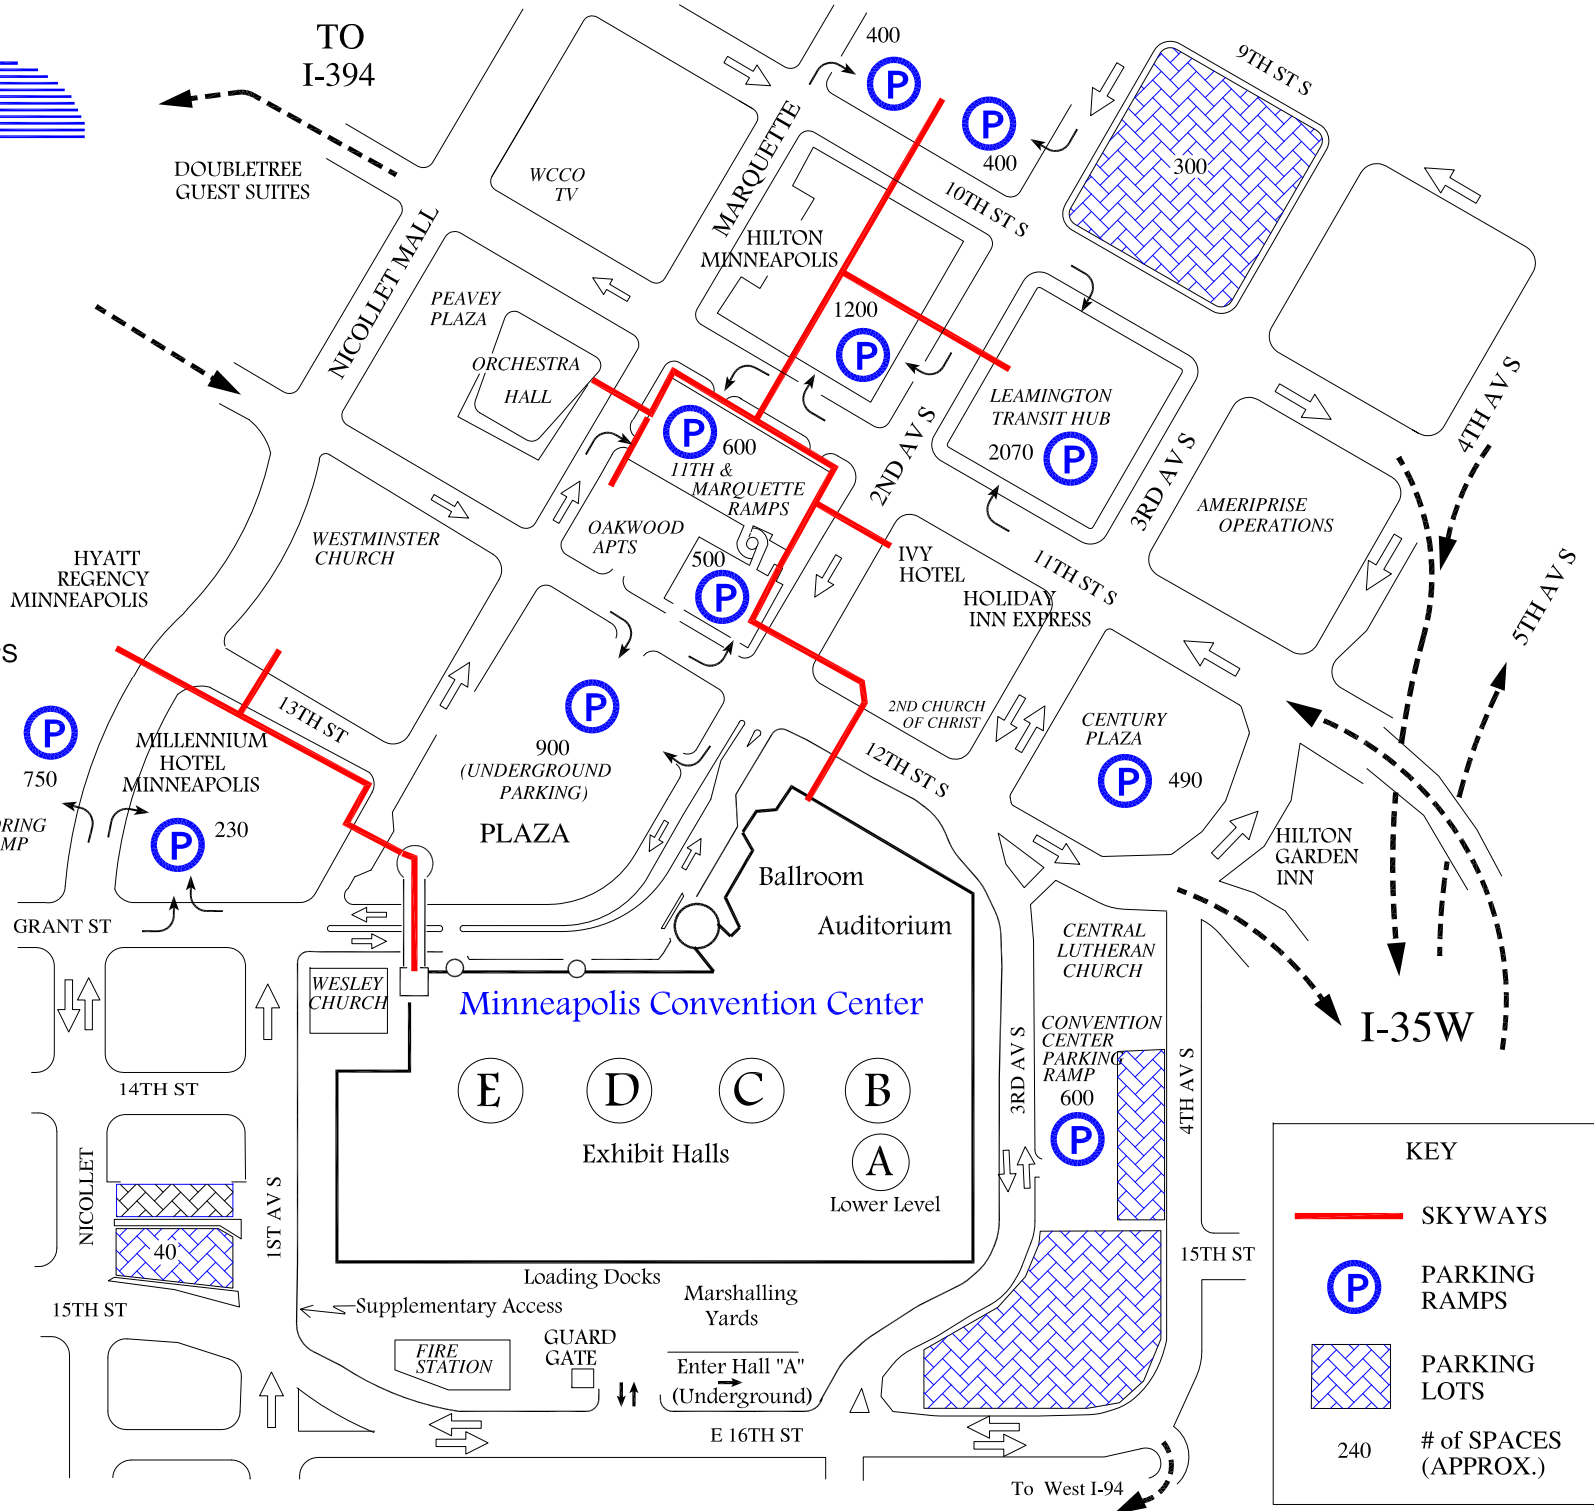 TO
I-394
400
P
P
400
9TH ST S
300
DOUBLETREE
GUEST SUITES
WCCO
TV
MARQUETTE
10TH ST S
HILTON
MINNEAPOLIS
NICOLLET MALL
PEAVEY
PLAZA
1200
P
ORCHESTRA
HALL
LEAMINGTON
TRANSIT HUB
2070
P
4TH AV S
P
600
11TH &
MARQUETTE
RAMPS
2ND AV S
3RD AV S
AMERIPRISE
OPERATIONS
WESTMINSTER
CHURCH
OAKWOOD
APTS
500
P
IVY
HOTEL
11TH ST S
HOLIDAY
INN EXPRESS
5TH AV S
HYATT
REGENCY
MINNEAPOLIS
PS
P
750
13TH ST
MILLENNIUM
HOTEL
MINNEAPOLIS
P
230
P
900
(UNDERGROUND
PARKING)
PLAZA
2ND CHURCH
OF CHRIST
12TH ST S
CENTURY
PLAZA
P
490
HILTON
GARDEN
INN
RING
MP
GRANT ST
Ballroom
Auditorium
CENTRAL
LUTHERAN
CHURCH
WESLEY
CHURCH
Minneapolis Convention Center
I-35W
CONVENTION
CENTER
PARKING
RAMP
600
P
3RD AV S
4TH AV S
E
D
C
B
A
Exhibit Halls
Lower Level
14TH ST
NICOLLET
1ST AV S
40
15TH ST
15TH ST
Loading Docks
Supplementary Access
Marshalling
Yards
FIRE
STATION
GUARD
GATE
Enter Hall "A"
(Underground)
E 16TH ST
To West I-94
KEY
SKYWAYS
P
PARKING
RAMPS
PARKING
LOTS
240
# of SPACES
(APPROX.)